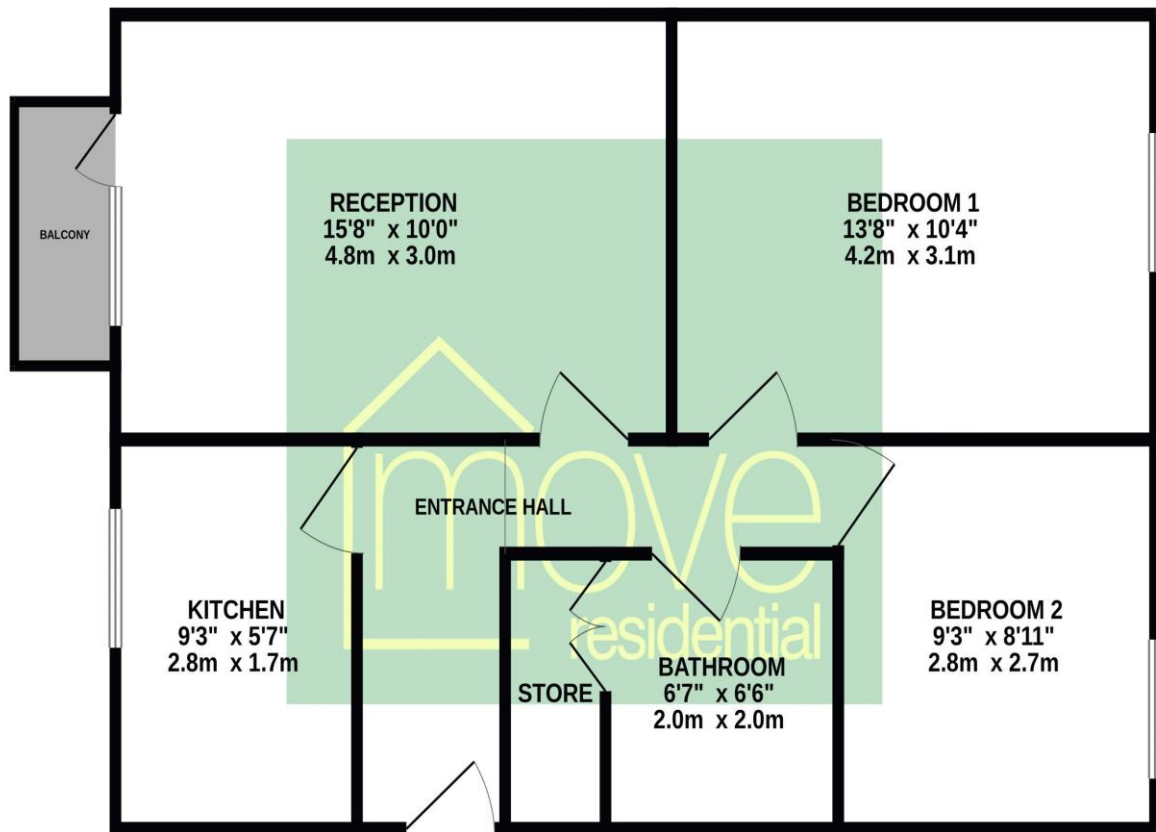 RECEPTION
15'8" x 10'0"
4.8m x 3.0m
BEDROOM 1
13'8" x 10'4"
4.2m x 3.1m
BALCONY
move
residential
ENTRANCE HALL
KITCHEN
9'3" x 5'7"
2.8m x 1.7m
STORE
BATHROOM
6'7" x 6'6"
2.0m x 2.0m
BEDROOM 2
9'3" x 8'11"
2.8m x 2.7m